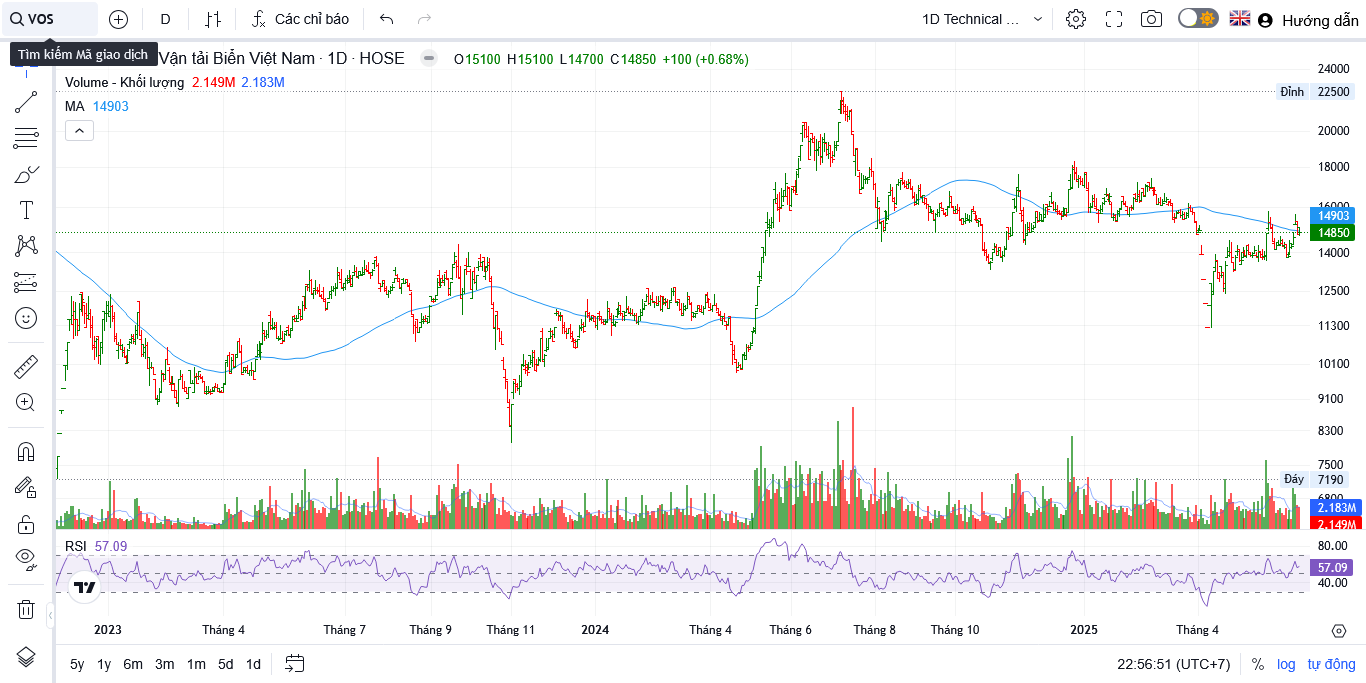 VOS
D
Các chỉ báo
1D Technical ...
Hướng dẫn
Tìm kiếm Mã giao dịch
Vận tải Biển Việt Nam · 1D · HOSE
O15100 H15100 L14700 C14850 +100 (+0.68%)
Volume - Khối lượng 2.149M 2.183M
MA 14903
24000
Đỉnh 22500
20000
18000
16000
14903
14850
14000
12500
11300
10100
9100
8300
7500
Đáy 7190
6800
2.183M
2.149M
RSI 57.09
80.00
57.09
40.00
2023 Tháng 4 Tháng 7 Tháng 9 Tháng 11 2024 Tháng 4 Tháng 6 Tháng 8 Tháng 10 2025 Tháng 4
5y 1y 6m 3m 1m 5d 1d
22:56:51 (UTC+7) % log tự động